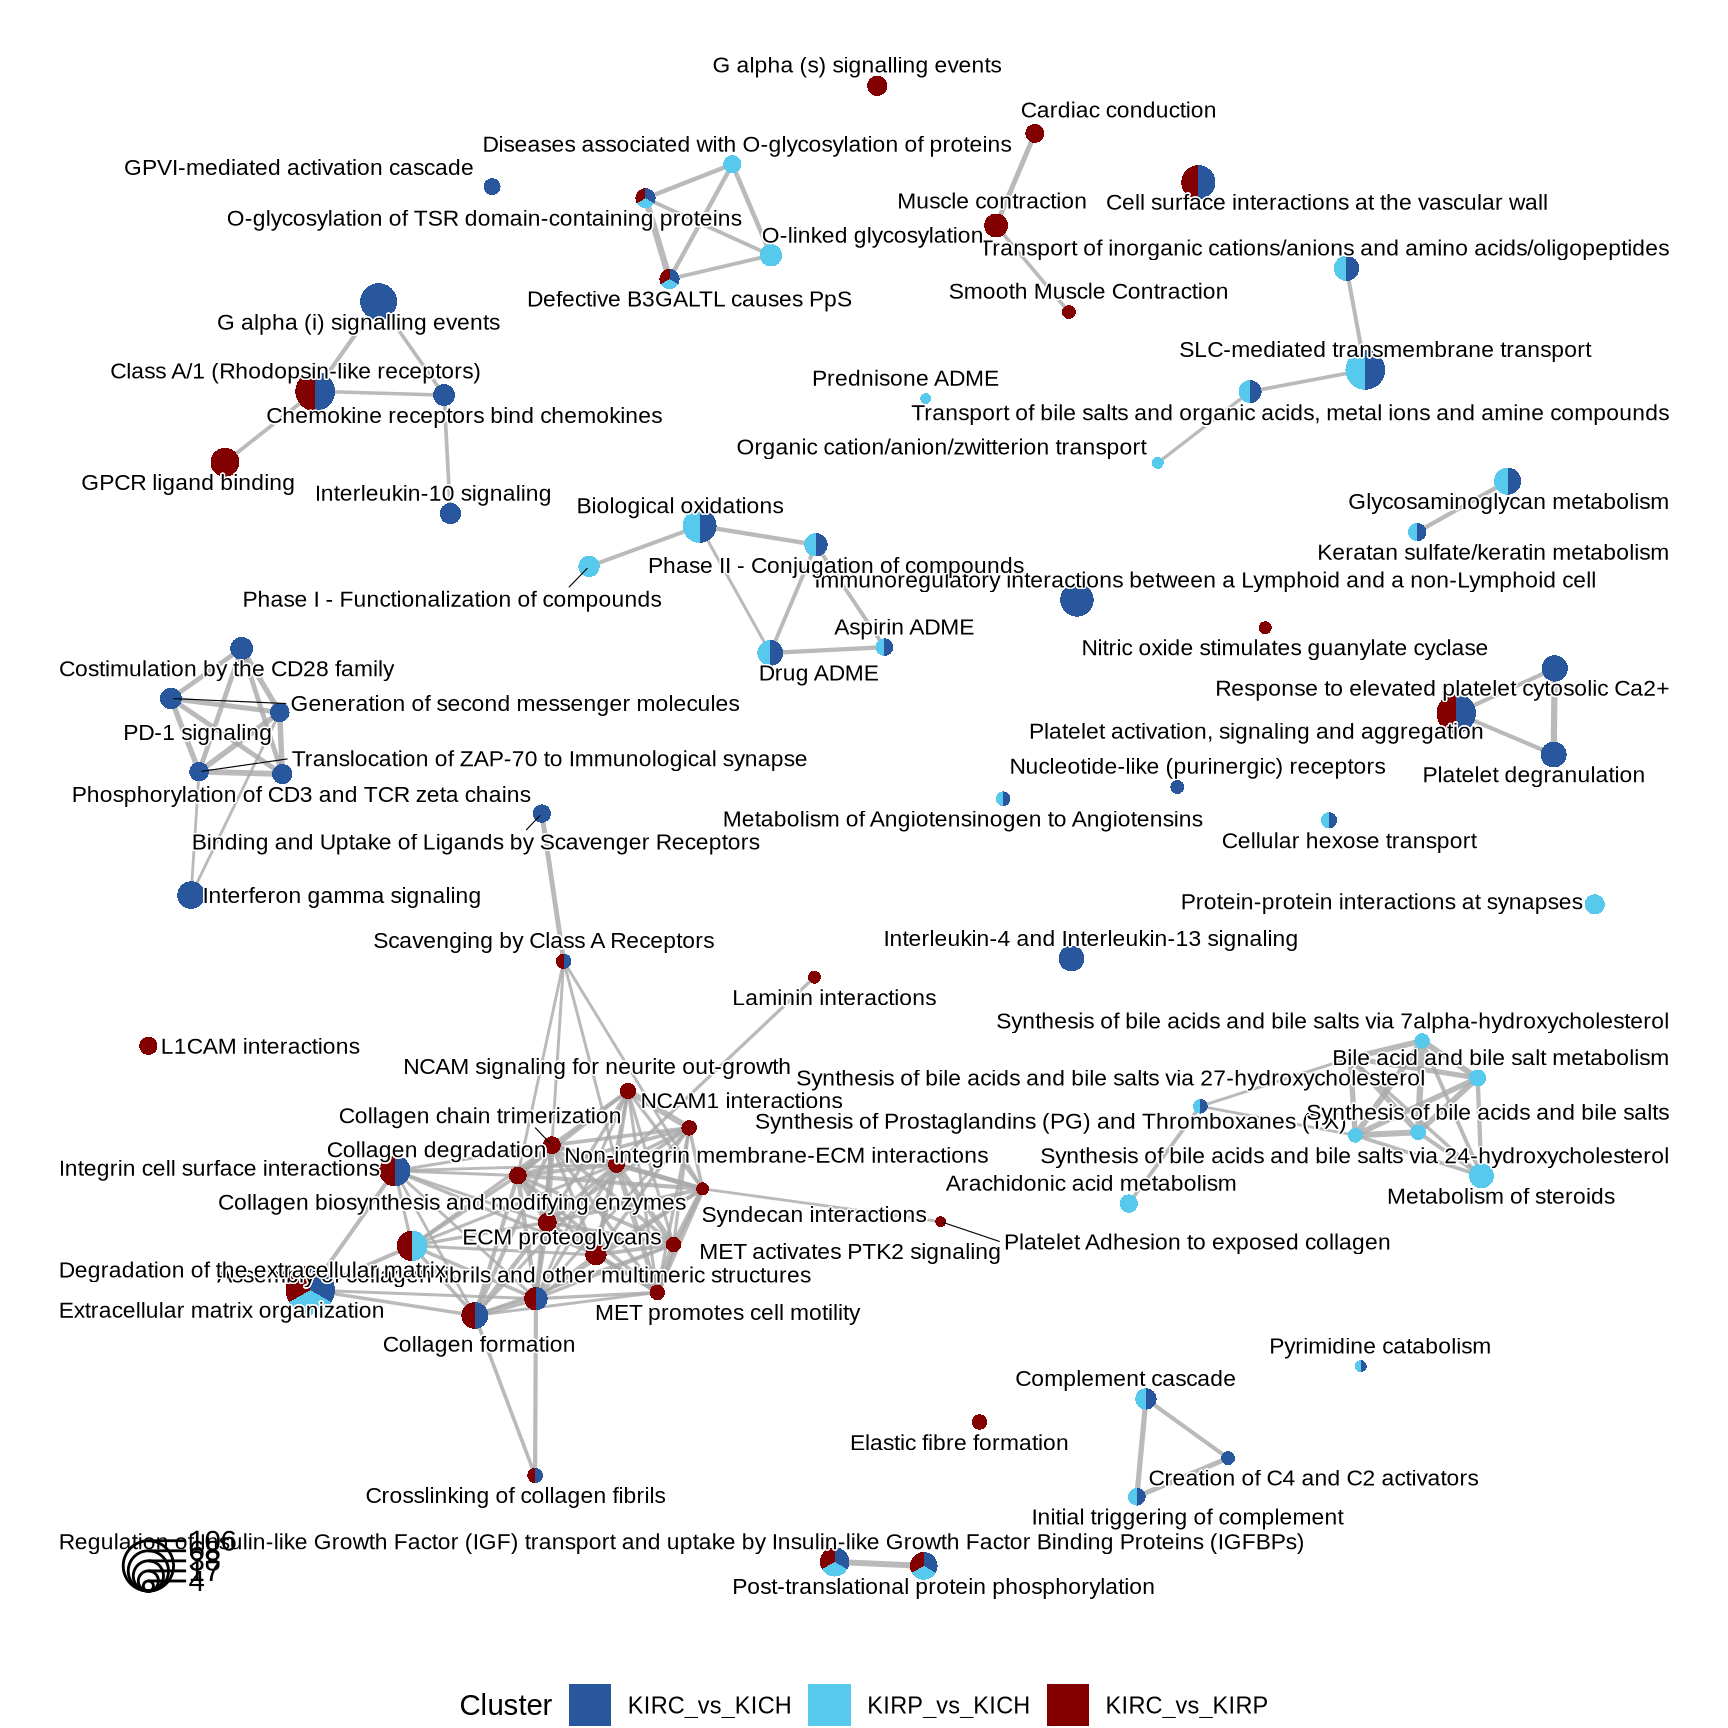 G alpha (s) signalling events
Cardiac conduction
Diseases associated with O-glycosylation of proteins
GPVI-mediated activation cascade
Muscle contraction
Cell surface interactions at the vascular wall
O-glycosylation of TSR domain-containing proteins
O-linked glycosylation
Transport of inorganic cations/anions and amino acids/oligopeptides
Smooth Muscle Contraction
Defective B3GALTL causes PpS
G alpha (i) signalling events
SLC-mediated transmembrane transport
Class A/1 (Rhodopsin-like receptors)
Prednisone ADME
Chemokine receptors bind chemokines
Transport of bile salts and organic acids, metal ions and amine compounds
Organic cation/anion/zwitterion transport
GPCR ligand binding
Interleukin-10 signaling
Biological oxidations
Glycosaminoglycan metabolism
Keratan sulfate/keratin metabolism
Phase II - Conjugation of compounds
Immunoregulatory interactions between a Lymphoid and a non-Lymphoid cell
Phase I - Functionalization of compounds
Aspirin ADME
Nitric oxide stimulates guanylate cyclase
Costimulation by the CD28 family
Drug ADME
Response to elevated platelet cytosolic Ca2+
Generation of second messenger molecules
PD-1 signaling
Platelet activation, signaling and aggregation
Translocation of ZAP-70 to Immunological synapse
Nucleotide-like (purinergic) receptors
Platelet degranulation
Phosphorylation of CD3 and TCR zeta chains
Metabolism of Angiotensinogen to Angiotensins
Binding and Uptake of Ligands by Scavenger Receptors
Cellular hexose transport
Interferon gamma signaling
Protein-protein interactions at synapses
Scavenging by Class A Receptors
Interleukin-4 and Interleukin-13 signaling
Laminin interactions
Synthesis of bile acids and bile salts via 7alpha-hydroxycholesterol
L1CAM interactions
Bile acid and bile salt metabolism
NCAM signaling for neurite out-growth
Synthesis of bile acids and bile salts via 27-hydroxycholesterol
NCAM1 interactions
Collagen chain trimerization
Synthesis of Prostaglandins (PG) and Thromboxanes (TX)
Synthesis of bile acids and bile salts
Collagen degradation
Non-integrin membrane-ECM interactions
Synthesis of bile acids and bile salts via 24-hydroxycholesterol
Integrin cell surface interactions
Arachidonic acid metabolism
Metabolism of steroids
Collagen biosynthesis and modifying enzymes
Syndecan interactions
ECM proteoglycans
MET activates PTK2 signaling
Platelet Adhesion to exposed collagen
Degradation of the extracellular matrix
Assembly of collagen fibrils and other multimeric structures
Extracellular matrix organization
MET promotes cell motility
Collagen formation
Pyrimidine catabolism
Complement cascade
Elastic fibre formation
Creation of C4 and C2 activators
Crosslinking of collagen fibrils
Initial triggering of complement
Regulation of Insulin-like Growth Factor (IGF) transport and uptake by Insulin-like Growth Factor Binding Proteins (IGFBPs)
106
17
4
Post-translational protein phosphorylation
Cluster KIRC_vs_KICH KIRP_vs_KICH KIRC_vs_KIRP